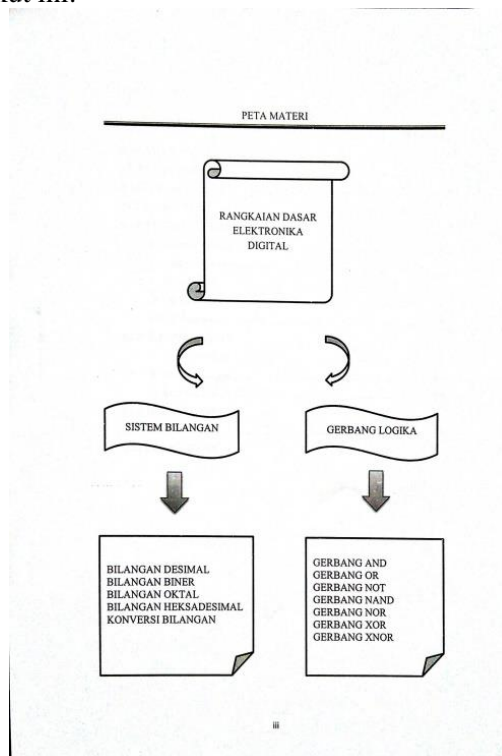 PETA MATERI
RANGKAIAN DASAR
ELEKTRONIKA
DIGITAL
SISTEM BILANGAN
GERBANG LOGIKA
BILANGAN DESIMAL
BILANGAN BINER
BILANGAN OKTAL
BILANGAN HEKSADESIMAL
KONVERSI BILANGAN
GERBANG AND
GERBANG OR
GERBANG NOT
GERBANG NAND
GERBANG NOR
GERBANG XOR
GERBANG XNOR
iii